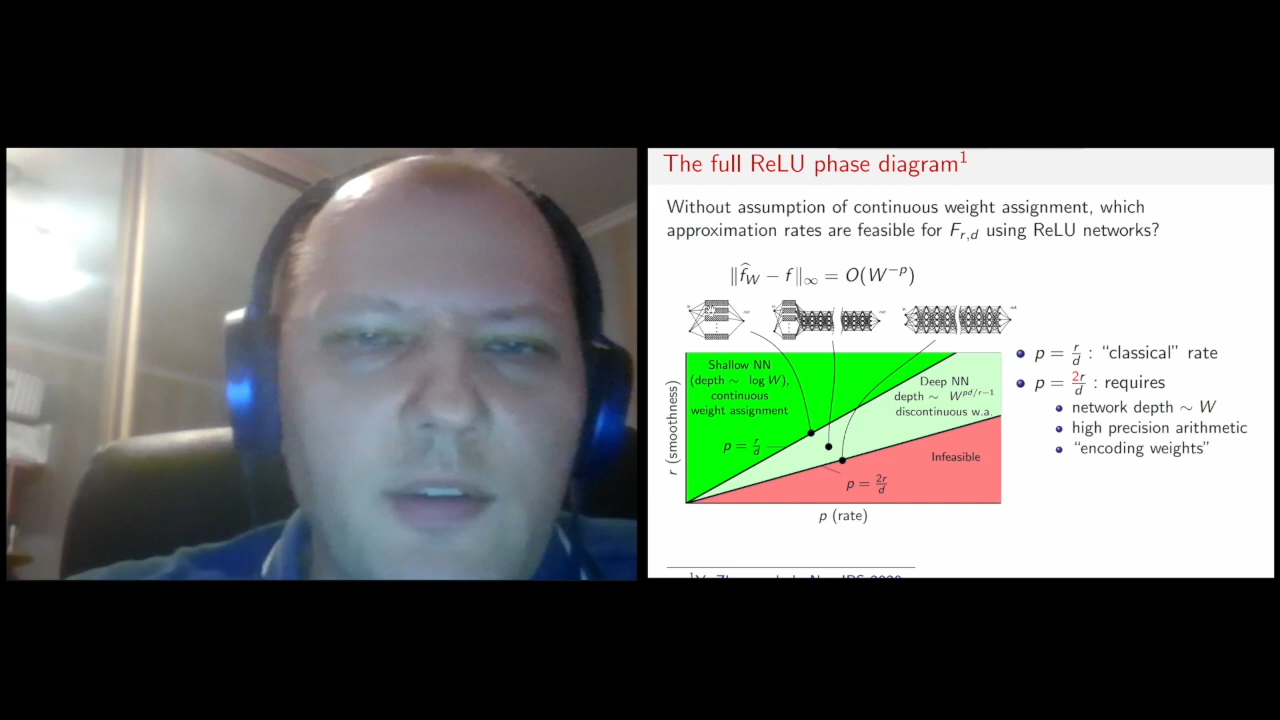 The full ReLU phase diagram¹
Without assumption of continuous weight assignment, which
approximation rates are feasible for F_{r,d} using ReLU networks?
‖f̂_W − f‖_∞ = O(W^{−p})
Shallow NN
(depth ∼ log W),
continuous
weight assignment
Deep NN
depth ∼ W^{pd/r−1}
discontinuous w.a.
p = r/d
Infeasible
p = 2r/d
r (smoothness)
p (rate)
p = r/d : “classical” rate
p = 2r/d : requires
network depth ∼ W
high precision arithmetic
“encoding weights”